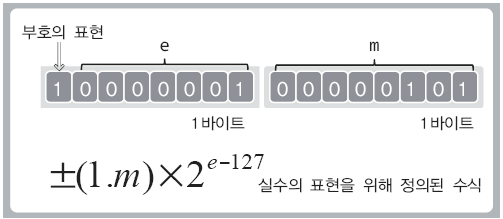 부호의 표현
e m
1 0 0 0 0 0 0 1 0 0 0 0 0 1 0 1
1바이트 1바이트
±(1.m)×2^{e-127} 실수의 표현을 위해 정의된 수식